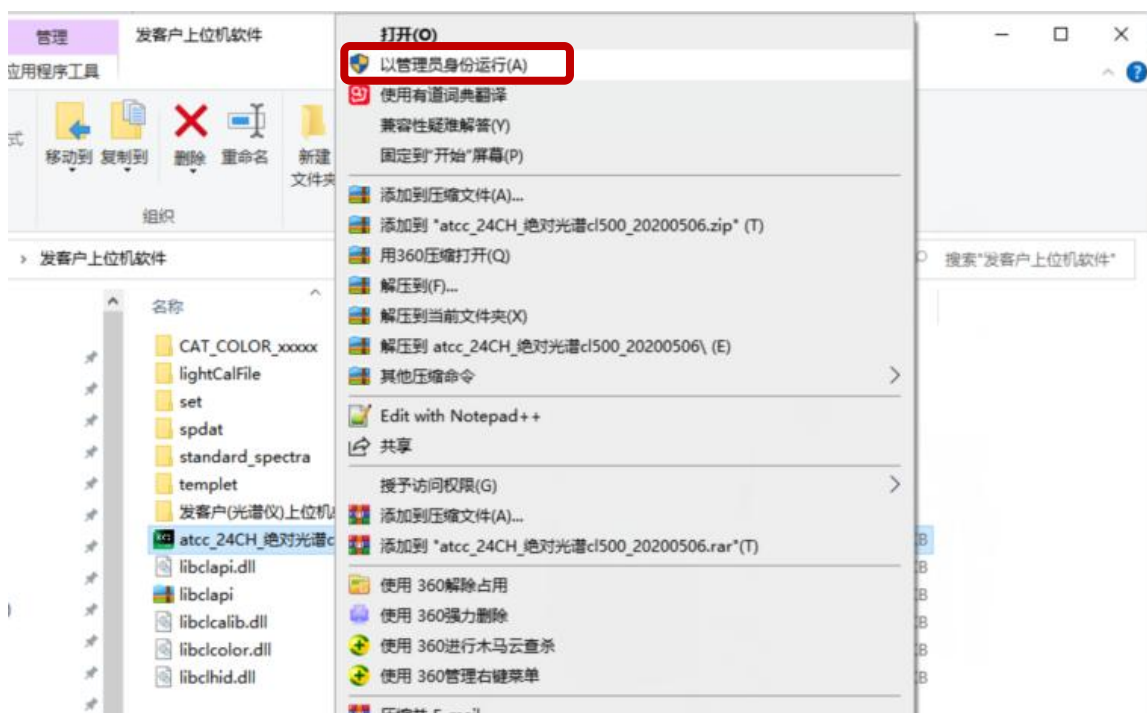 管理
发客户上位机软件
应用程序工具
式
移动到
复制到
删除
重命名
新建
文件夹
组织
打开(O)
以管理员身份运行(A)
使用有道词典翻译
兼容性疑难解答(Y)
固定到"开始"屏幕(P)
添加到压缩文件(A)...
添加到 "atcc_24CH_绝对光谱cl500_20200506.zip" (T)
用360压缩打开(Q)
解压到(F)...
解压到当前文件夹(X)
解压到 atcc_24CH_绝对光谱cl500_20200506\ (E)
其他压缩命令
Edit with Notepad++
共享
授予访问权限(G)
添加到压缩文件(A)...
添加到 "atcc_24CH_绝对光谱cl500_20200506.rar"(T)
使用 360解除占用
使用 360强力删除
使用 360进行木马云查杀
使用 360管理右键菜单
压缩并 E-mail
发客户上位机软件
搜索"发客户上位机软件"
名称
CAT_COLOR_xxxxx
lightCalFile
set
spdat
standard_spectra
templet
发客户(光谱仪)上位机
atcc_24CH_绝对光谱c
libclapi.dll
libclapi
libclcalib.dll
libclcolor.dll
libclhid.dll